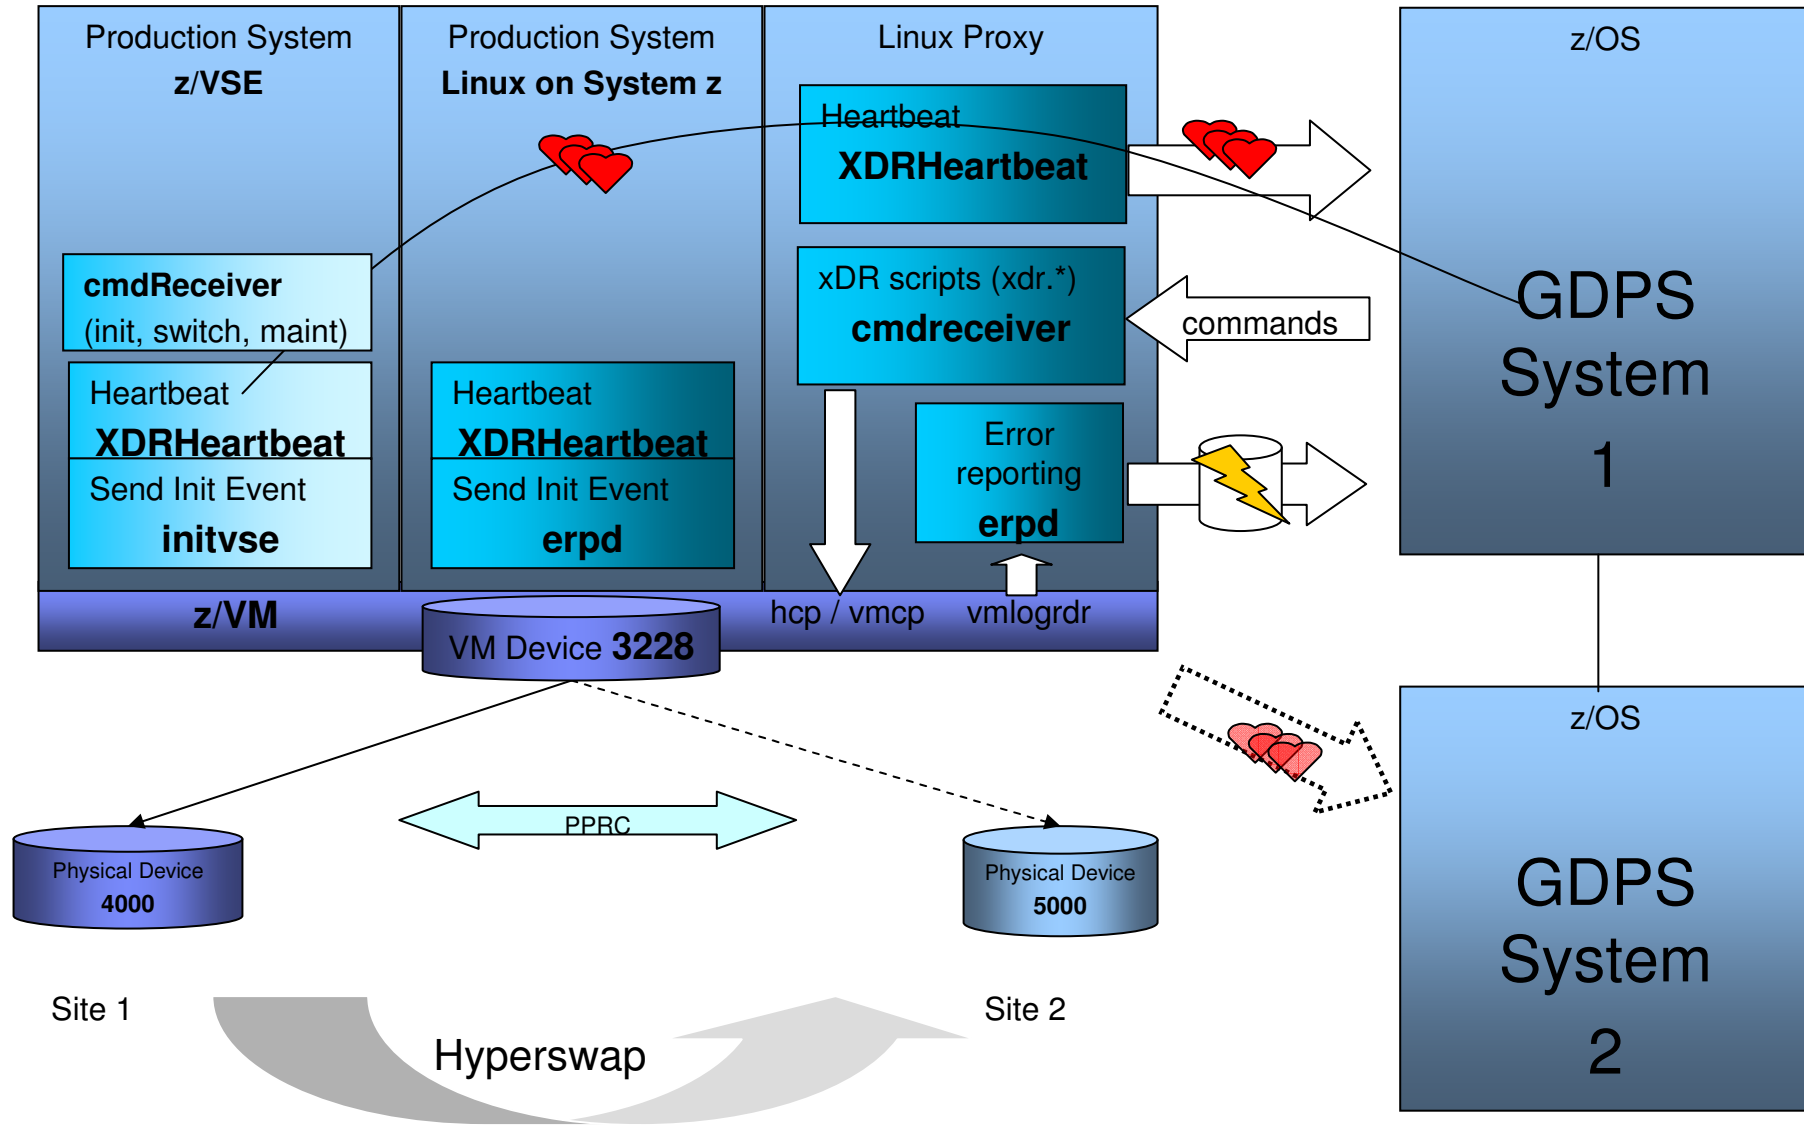 Production System
z/VSE
Production System
Linux on System z
Linux Proxy
z/OS
Heartbeat
XDRHeartbeat
cmdReceiver
(init, switch, maint)
xDR scripts (xdr.*)
cmdreceiver
commands
GDPS
System
1
Heartbeat
XDRHeartbeat
Send Init Event
initvse
Heartbeat
XDRHeartbeat
Send Init Event
erpd
Error
reporting
erpd
z/VM
VM Device 3228
hcp / vmcp
vmlogrdr
z/OS
GDPS
System
2
PPRC
Physical Device
4000
Physical Device
5000
Site 1
Site 2
Hyperswap